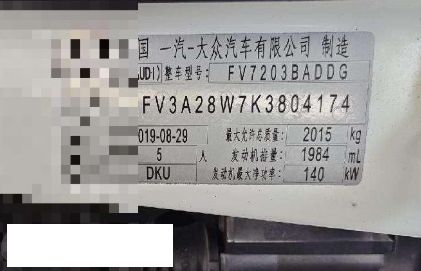 国 一汽-大众汽车有限公司 制造
UDI) 整车型号: FV7203BADDG
FV3A28W7K3804174
019-08-29 最大允许总质量: 2015 kg
5 人 发动机排量: 1984 mL
DKU 发动机最大净功率: 140 kW